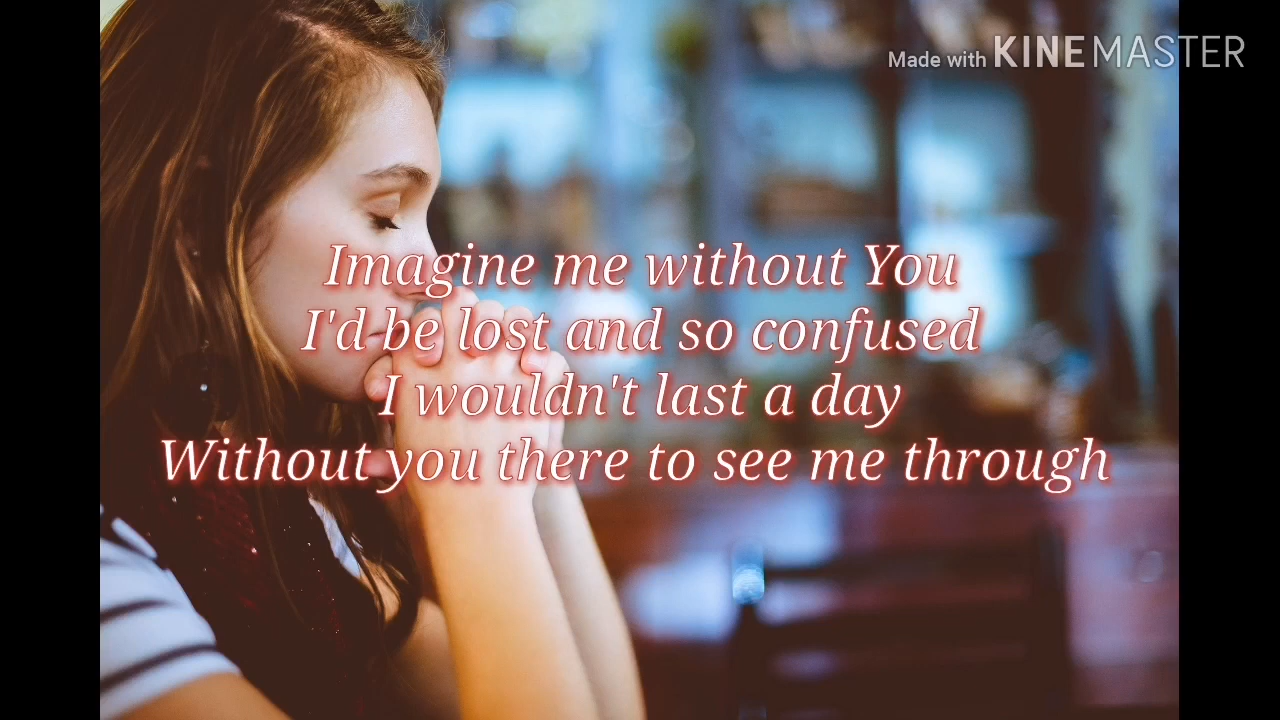 Made with KINEMASTER
Imagine me without You
I'd be lost and so confused
I wouldn't last a day
Without you there to see me through